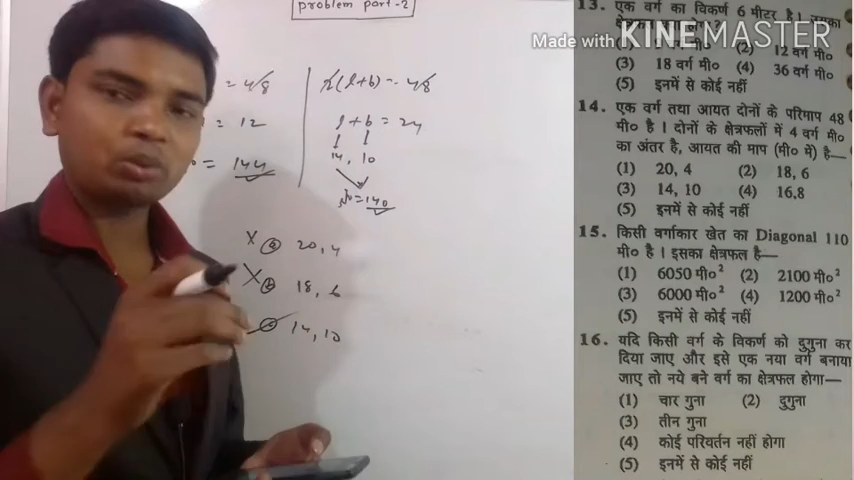 problem part-2
= 48
= 12
= 144
2(l+b) = 48
l + b = 24
14, 10
= 140
X (a) 20, 4
X (b) 18, 6
14, 10
Made with KINEMASTER
13. एक वर्ग का विकर्ण 6 मीटर है। इसका
(2) 12 वर्ग मी०
(3) 18 वर्ग मी० (4) 36 वर्ग मी०
(5) इनमें से कोई नहीं
14. एक वर्ग तथा आयत दोनों के परिमाप 48
मी० है। दोनों के क्षेत्रफलों में 4 वर्ग मी०
का अंतर है, आयत की माप (मी० में) है—
(1) 20, 4 (2) 18, 6
(3) 14, 10 (4) 16.8
(5) इनमें से कोई नहीं
15. किसी वर्गाकार खेत का Diagonal 110
मी० है। इसका क्षेत्रफल है—
(1) 6050 मी०² (2) 2100 मी०²
(3) 6000 मी०² (4) 1200 मी०²
(5) इनमें से कोई नहीं
16. यदि किसी वर्ग के विकर्ण को दुगुना कर
दिया जाए और इसे एक नया वर्ग बनाया
जाए तो नये बने वर्ग का क्षेत्रफल होगा—
(1) चार गुना (2) दुगुना
(3) तीन गुना
(4) कोई परिवर्तन नहीं होगा
(5) इनमें से कोई नहीं